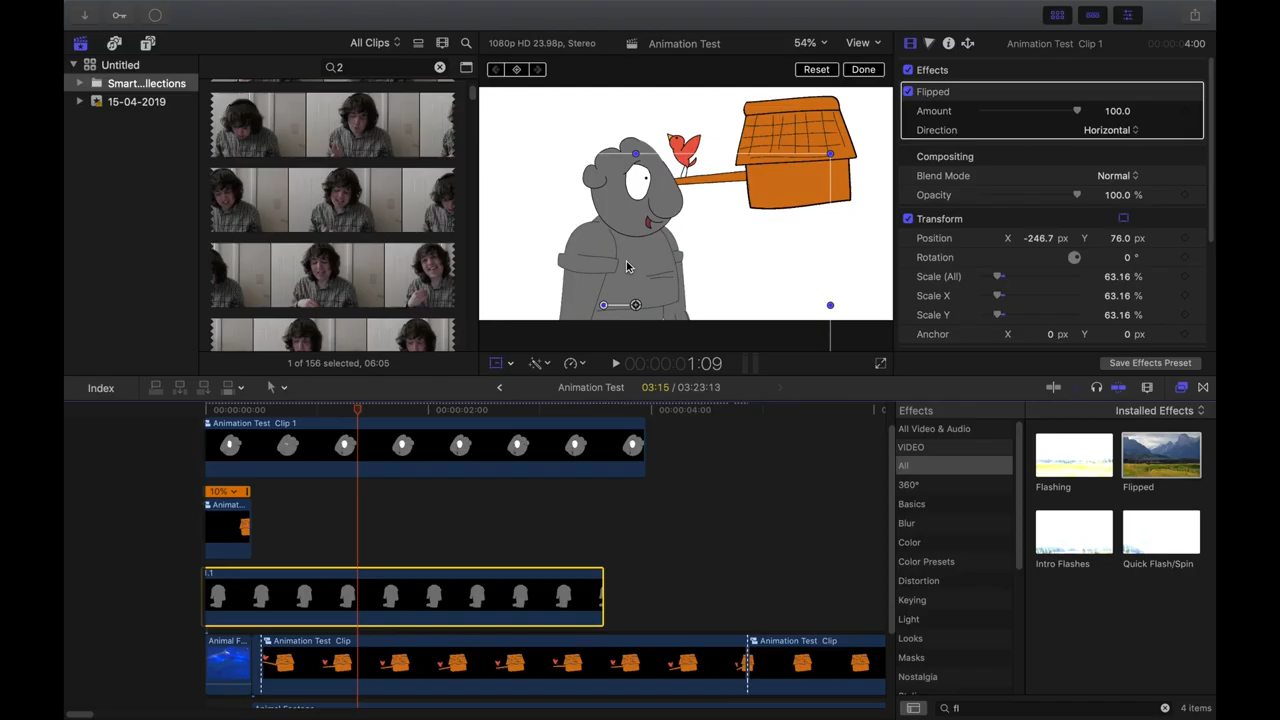 All Clips
1080p HD 23.98p, Stereo
Animation Test
54%
View
Animation Test Clip 1
00:00:04:00
Untitled
Smart...llections
15-04-2019
2
Reset
Done
Effects
Flipped
Amount
100.0
Direction
Horizontal
Compositing
Blend Mode
Normal
Opacity
100.0 %
Transform
Position
X
-246.7 px
Y
76.0 px
Rotation
0 °
Scale (All)
63.16 %
Scale X
63.16 %
Scale Y
63.16 %
Anchor
X
0 px
Y
0 px
1 of 156 selected, 06:05
00:00:00:01:09
Save Effects Preset
Index
Animation Test
03:15 / 03:23:13
00:00:00:00
00:00:02:00
00:00:04:00
Effects
Installed Effects
Animation Test Clip 1
All Video & Audio
VIDEO
All
360°
Basics
Blur
Color
Color Presets
Distortion
Keying
Light
Looks
Masks
Nostalgia
Flashing
Flipped
Intro Flashes
Quick Flash/Spin
10%
Animat...
Animal F...
Animation Test Clip
Animation Test Clip
fl
4 items